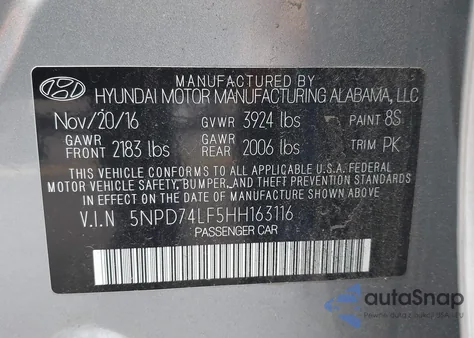 MANUFACTURED BY
HYUNDAI MOTOR MANUFACTURING ALABAMA, LLC
Nov/20/16 GVWR 3924 lbs PAINT 8S
GAWR FRONT 2183 lbs GAWR REAR 2006 lbs TRIM PK
THIS VEHICLE CONFORMS TO ALL APPLICABLE U.S.A. FEDERAL
MOTOR VEHICLE SAFETY, BUMPER, AND THEFT PREVENTION STANDARDS
IN EFFECT ON THE DATE OF MANUFACTURE SHOWN ABOVE.
V.I.N 5NPD74LF5HH163116
PASSENGER CAR
autoSnap